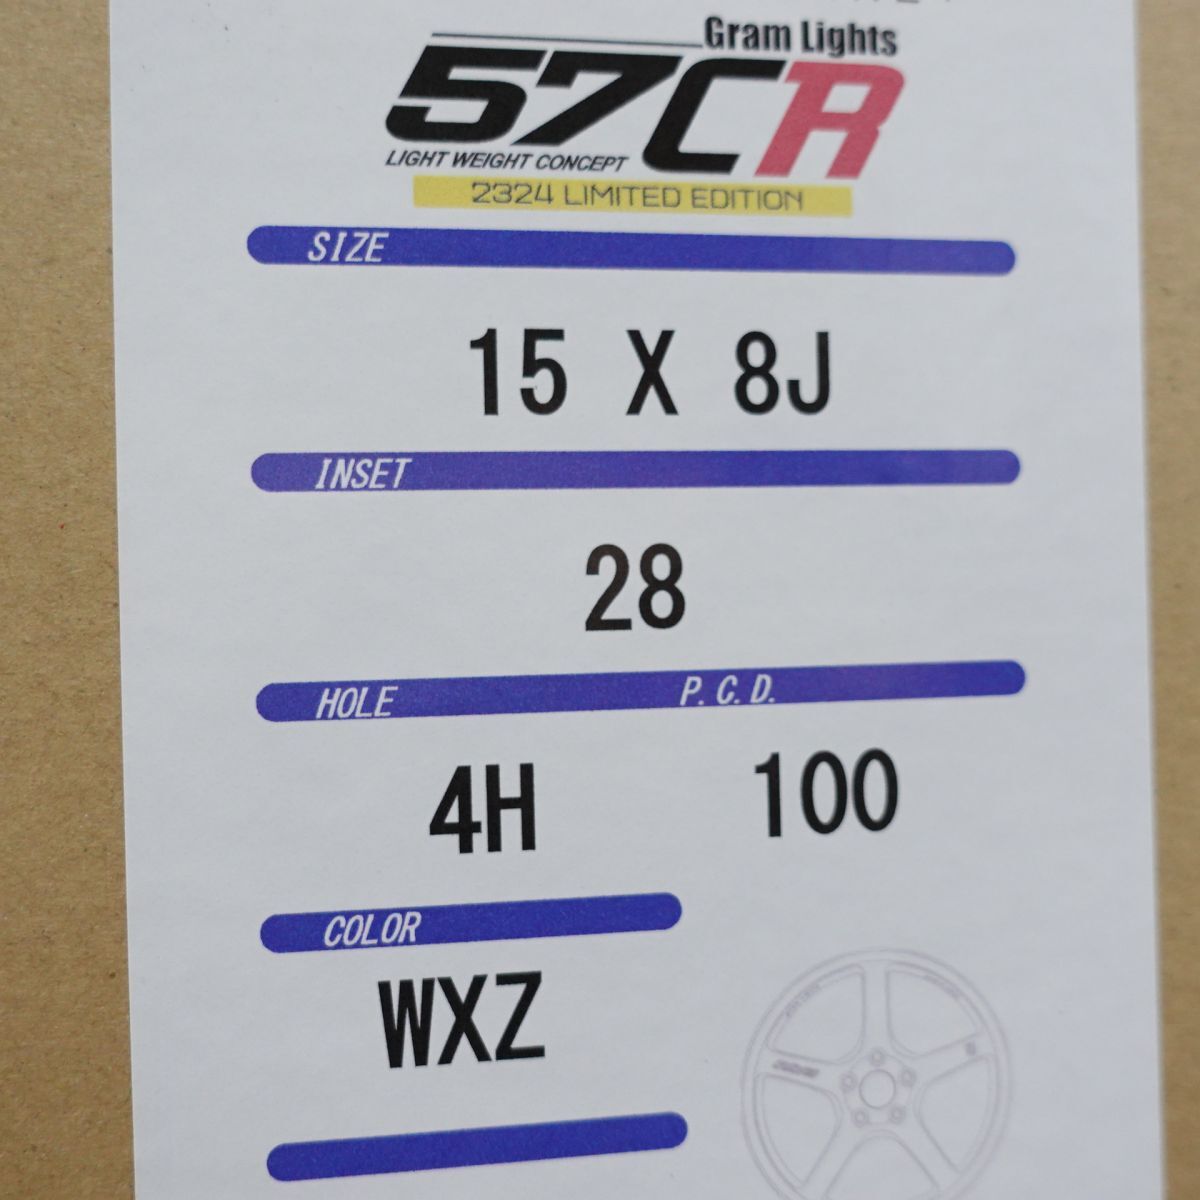 Gram Lights
57CR
LIGHT WEIGHT CONCEPT
2324 LIMITED EDITION
SIZE
15 X 8J
INSET
28
HOLE P.C.D.
4H 100
COLOR
WXZ